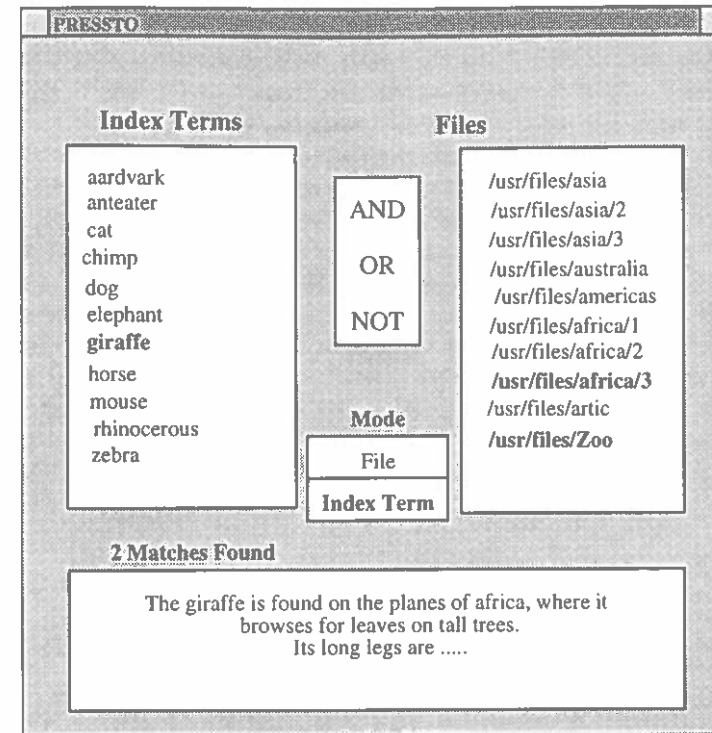 PRESSTO
Index Terms
Files
aardvark
anteater
cat
chimp
dog
elephant
giraffe
horse
mouse
rhinocerous
zebra
AND
OR
NOT
Mode
File
Index Term
/usr/files/asia
/usr/files/asia/2
/usr/files/asia/3
/usr/files/australia
/usr/files/americas
/usr/files/africa/1
/usr/files/africa/2
/usr/files/africa/3
/usr/files/artic
/usr/files/Zoo
2 Matches Found
The giraffe is found on the planes of africa, where it
browses for leaves on tall trees.
Its long legs are .....